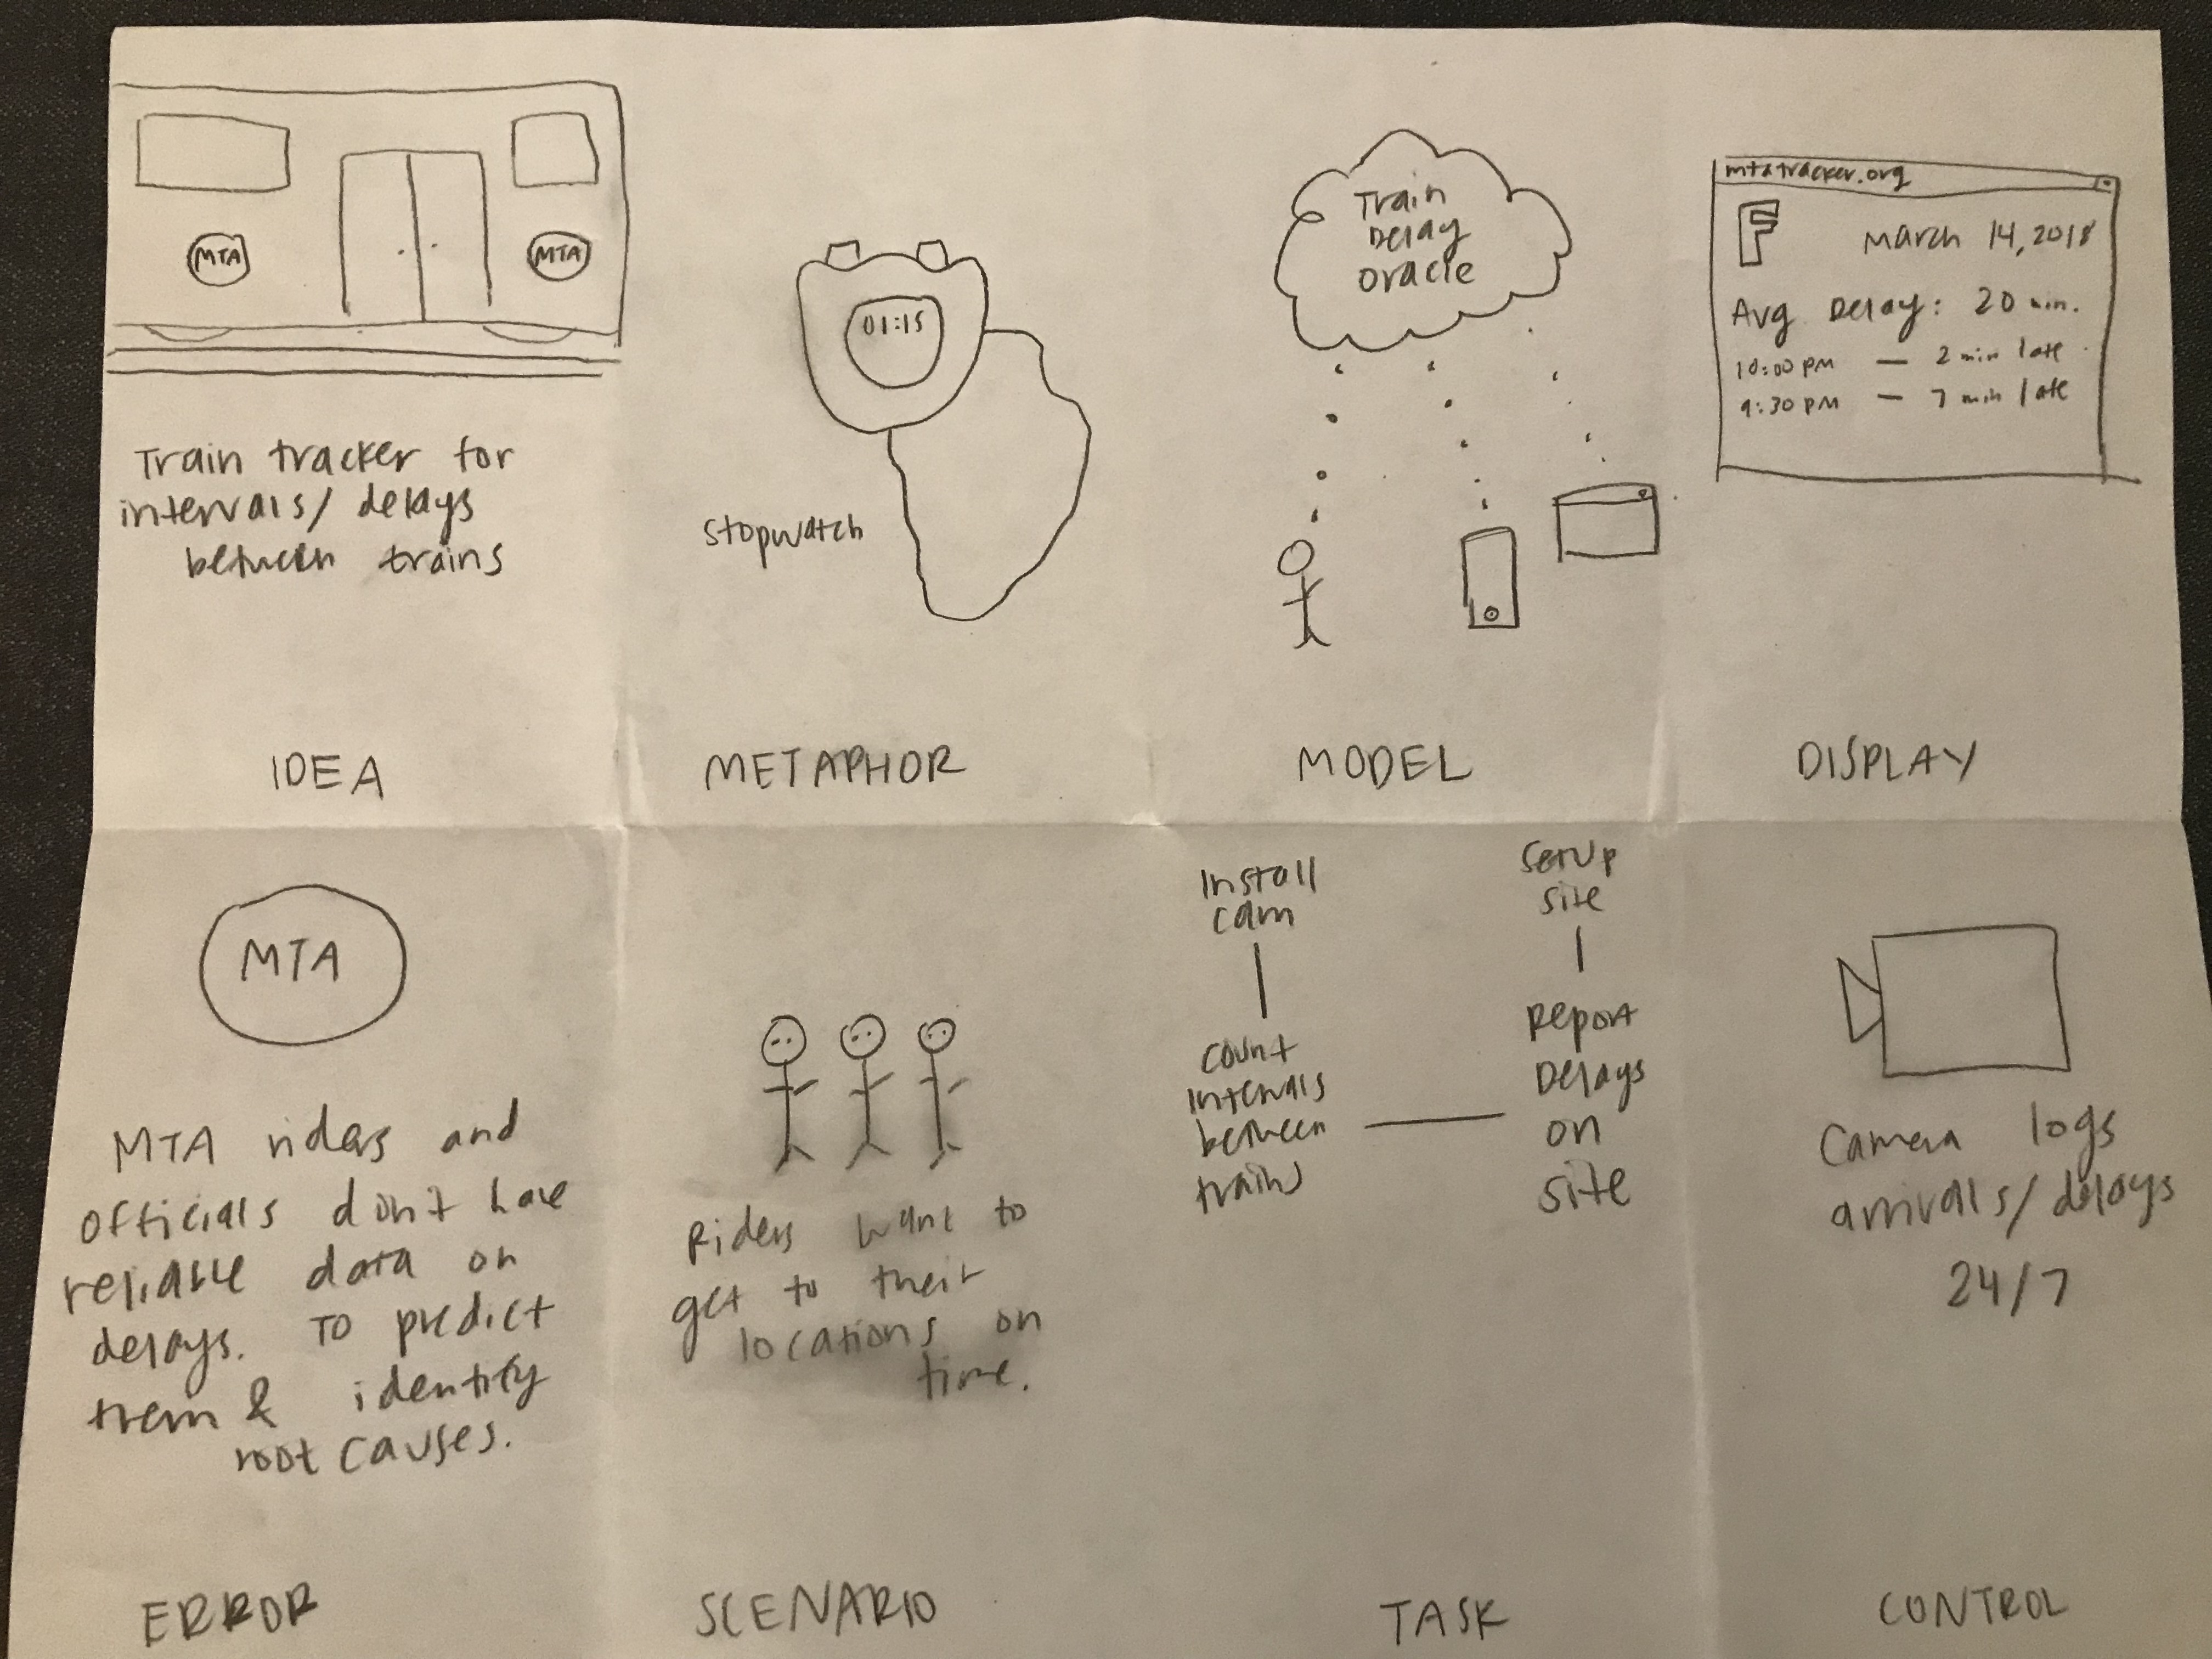 MTA
MTA
Train tracker for
intervals/delays
between trains
IDEA
01:15
stopwatch
METAPHOR
Train
Delay
Oracle
MODEL
mtatracker.org
F
March 14, 2018
Avg Delay: 20 min.
10:00 pm — 2 min late
9:30 pm — 7 min late
DISPLAY
MTA
MTA riders and
officials don't have
reliable data on
delays. To predict
them & identify
root causes.
ERROR
Riders want to
get to their
locations on
time.
SCENARIO
Install
cam
count
intervals
between
trains
setup
site
Report
Delays
on
site
TASK
Camera logs
arrivals/delays
24/7
CONTROL